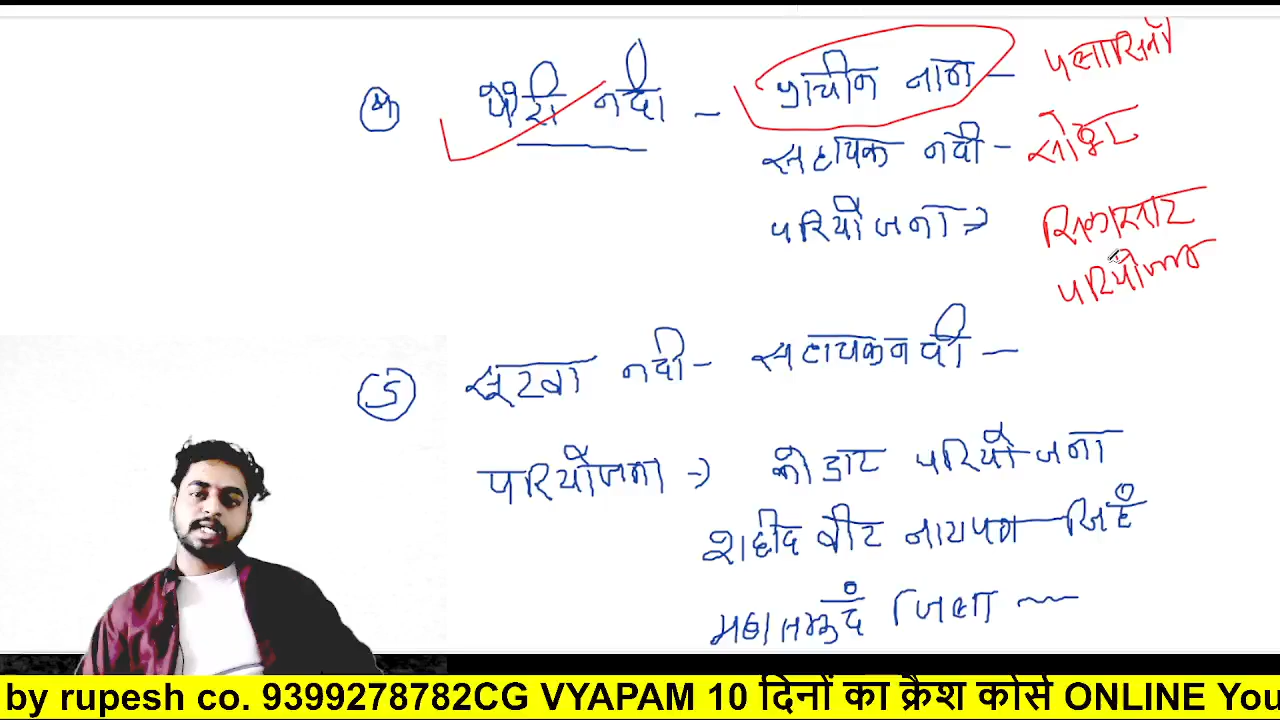 ④ पैरी नदी - प्राचीन नाम - पलासिनी
सहायक नदी - सोंढूर
परियोजना → सिकासार
परियोजना
⑤ सूखा नदी - सहायक नदी -
परियोजना → कोडार परियोजना
शहीद वीर नारायण सिंह
महासमुंद जिला
by rupesh co. 9399278782CG VYAPAM 10 दिनों का क्रैश कोर्स ONLINE You